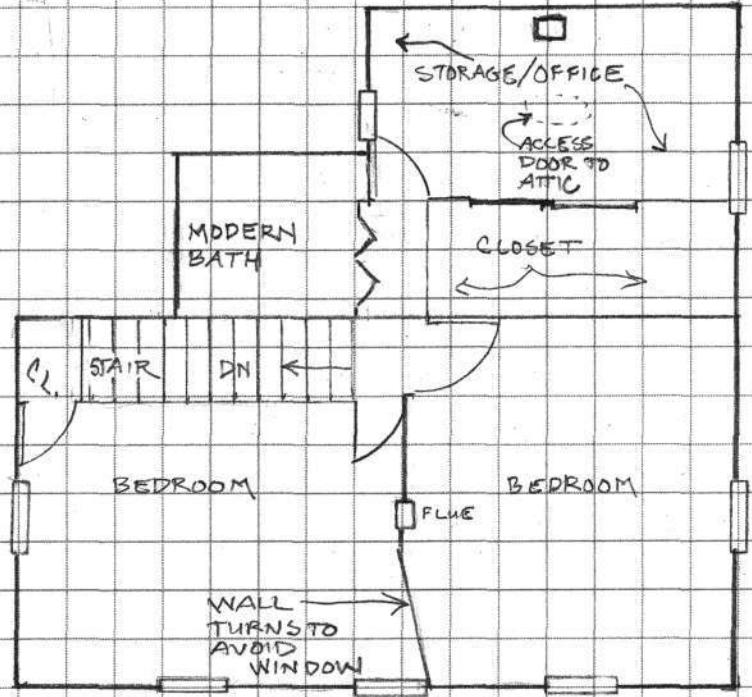 STORAGE/OFFICE
ACCESS
DOOR TO
ATTIC
MODERN
BATH
CLOSET
CL.
STAIR
DN
BEDROOM
BEDROOM
FLUE
WALL
TURNS TO
AVOID
WINDOW